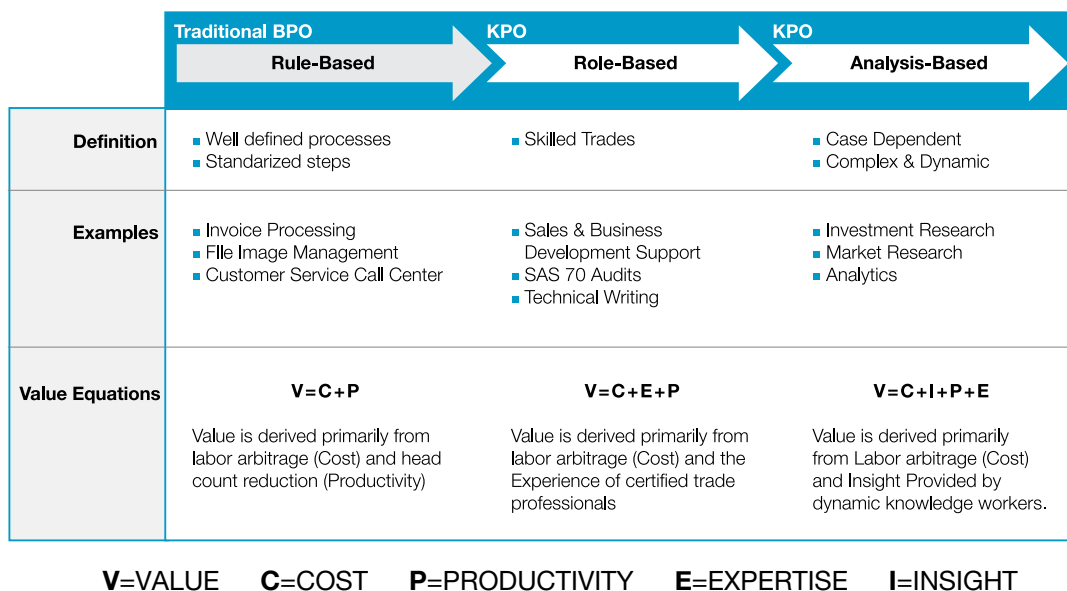 Traditional BPO
KPO
KPO
Rule-Based
Role-Based
Analysis-Based
Definition
Well defined processes
Standarized steps
Skilled Trades
Case Dependent
Complex & Dynamic
Examples
Invoice Processing
FIle Image Management
Customer Service Call Center
Sales & Business
Development Support
SAS 70 Audits
Technical Writing
Investment Research
Market Research
Analytics
Value Equations
V=C+P
Value is derived primarily from
labor arbitrage (Cost) and head
count reduction (Productivity)
V=C+E+P
Value is derived primarily from
labor arbitrage (Cost) and the
Experience of certified trade
professionals
V=C+I+P+E
Value is derived primarily
from Labor arbitrage (Cost)
and Insight Provided by
dynamic knowledge workers.
V=VALUE C=COST P=PRODUCTIVITY E=EXPERTISE I=INSIGHT